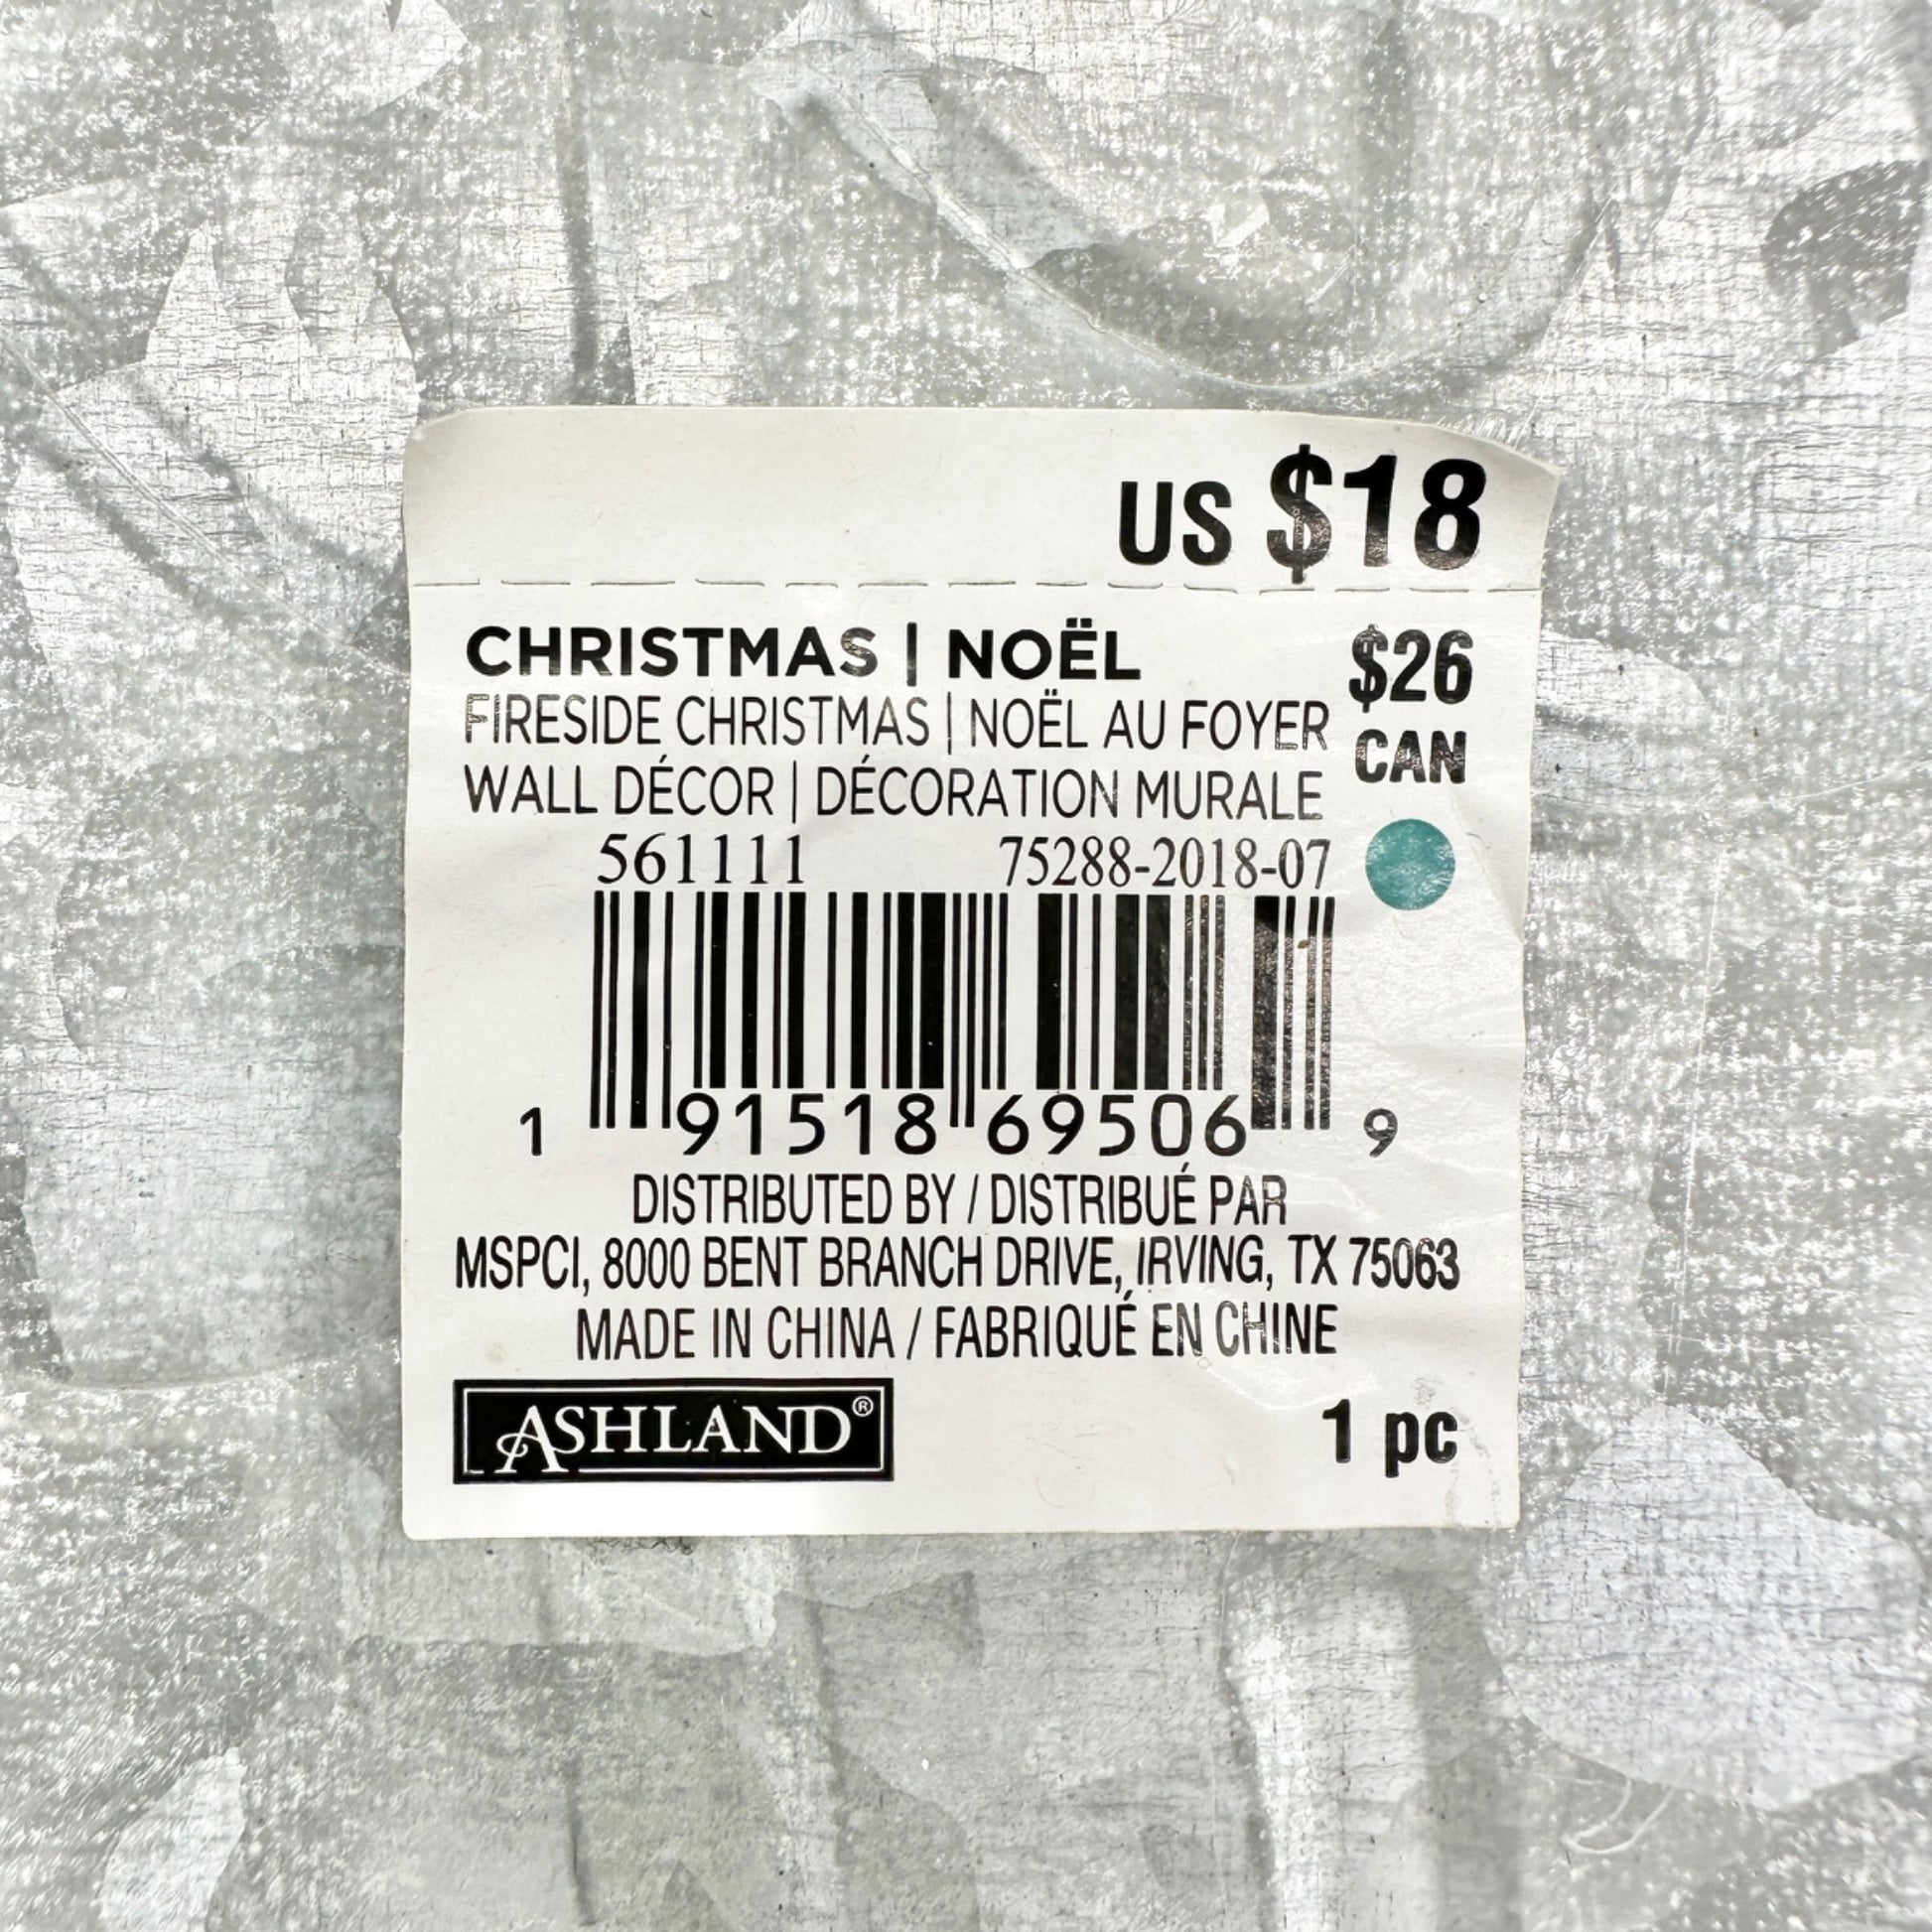 US $18
CHRISTMAS | NOËL
$26
FIRESIDE CHRISTMAS | NOËL AU FOYER
CAN
WALL DÉCOR | DÉCORATION MURALE
561111 75288-2018-07
1 91518 69506 9
DISTRIBUTED BY / DISTRIBUÉ PAR
MSPCI, 8000 BENT BRANCH DRIVE, IRVING, TX 75063
MADE IN CHINA / FABRIQUÉ EN CHINE
ASHLAND® 1 pc